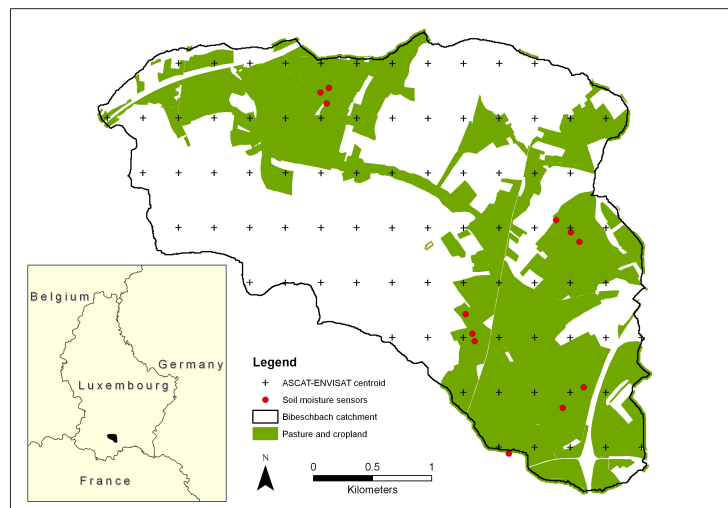 Belgium
Germany
Luxembourg
France
Legend
ASCAT-ENVISAT centroid
Soil moisture sensors
Bibeschbach catchment
Pasture and cropland
N
0 0.5 1
Kilometers